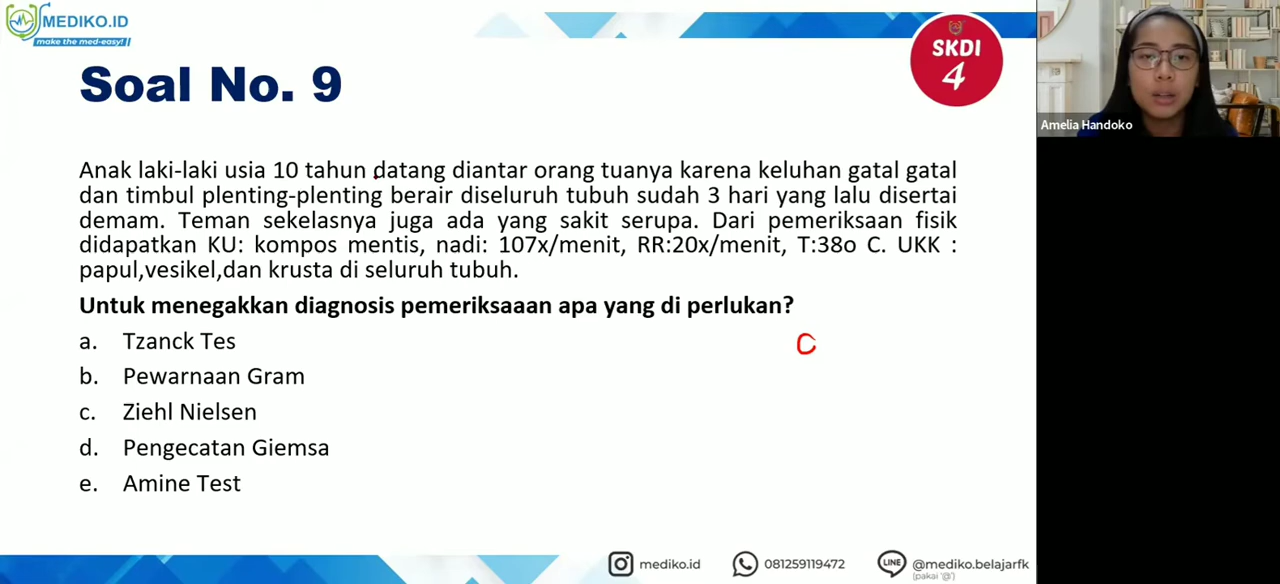 MEDIKO.ID
make the med-easy!
SKDI
4
Amelia Handoko
Soal No. 9
Anak laki-laki usia 10 tahun datang diantar orang tuanya karena keluhan gatal gatal
dan timbul plenting-plenting berair diseluruh tubuh sudah 3 hari yang lalu disertai
demam. Teman sekelasnya juga ada yang sakit serupa. Dari pemeriksaan fisik
didapatkan KU: kompos mentis, nadi: 107x/menit, RR:20x/menit, T:38o C. UKK :
papul,vesikel,dan krusta di seluruh tubuh.
Untuk menegakkan diagnosis pemeriksaaan apa yang di perlukan?
a. Tzanck Tes
b. Pewarnaan Gram
c. Ziehl Nielsen
d. Pengecatan Giemsa
e. Amine Test
mediko.id
081259119472
LINE
@mediko.belajarfk
(pakai '@')